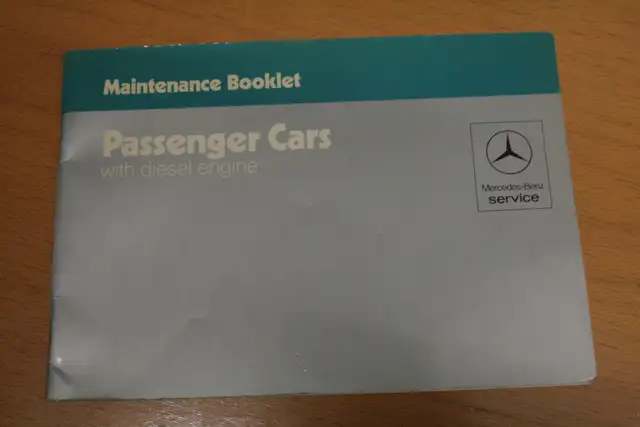 Maintenance Booklet
Passenger Cars
with diesel engine
Mercedes-Benz
service